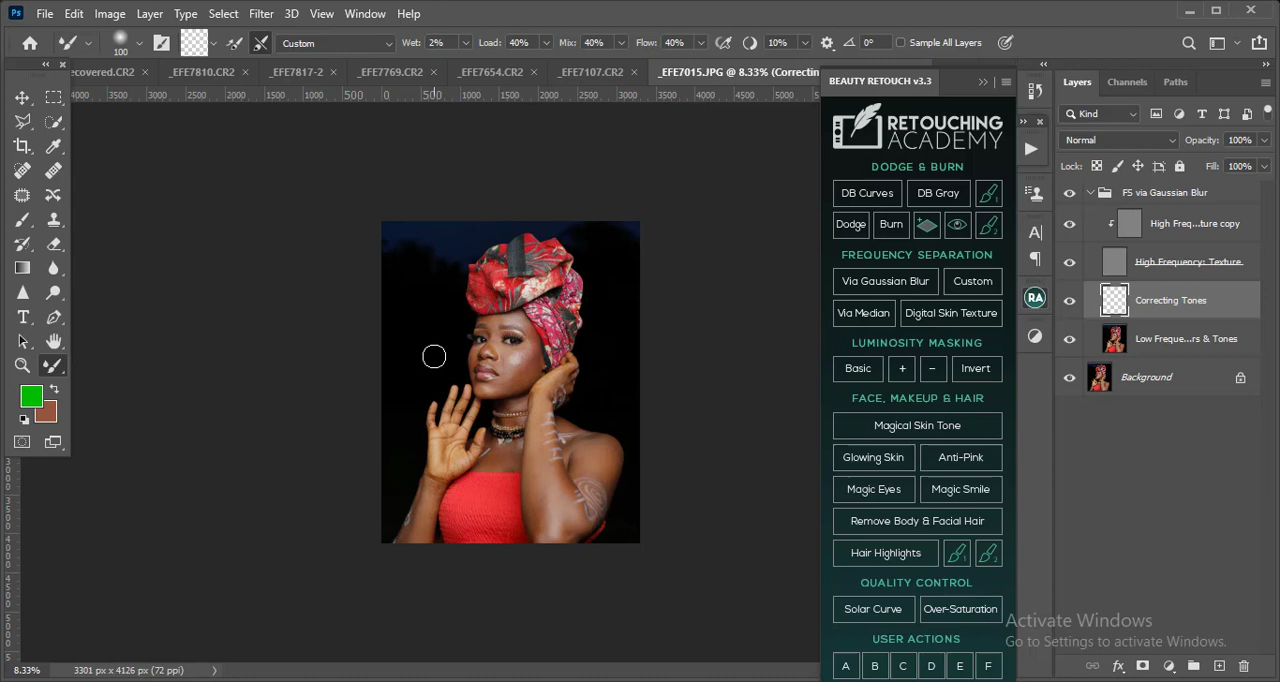 Ps File Edit Image Layer Type Select Filter 3D View Window Help
100 Custom Wet: 2% Load: 40% Mix: 40% Flow: 40% 10% 0° Sample All Layers
ecovered.CR2 × _EFE7810.CR2 × _EFE7817-2 × _EFE7769.CR2 × _EFE7654.CR2 × _EFE7107.CR2 × _EFE7015.JPG @ 8.33% (Correctin
4000 3500 3000 2500 2000 1500 1000 500 0 500 1000 1500 2000 2500 3000 3500 4000 4500 5000
BEAUTY RETOUCH v3.3
RETOUCHING
ACADEMY
DODGE & BURN
DB Curves DB Gray 1
Dodge Burn 2
FREQUENCY SEPARATION
Via Gaussian Blur Custom
Via Median Digital Skin Texture
LUMINOSITY MASKING
Basic + − Invert
FACE, MAKEUP & HAIR
Magical Skin Tone
Glowing Skin Anti-Pink
Magic Eyes Magic Smile
Remove Body & Facial Hair
Hair Highlights 1 2
QUALITY CONTROL
Solar Curve Over-Saturation
USER ACTIONS
A B C D E F
RA
Layers Channels Paths
Kind
Normal Opacity: 100%
Lock: Fill: 100%
FS via Gaussian Blur
High Freq...ture copy
High Frequency: Texture
Correcting Tones
Low Freque...rs & Tones
Background
Activate Windows
Go to Settings to activate Windows.
8.33% 3301 px x 4126 px (72 ppi)